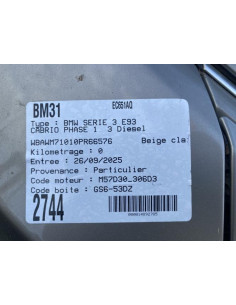 BM31 EC651AQ
Type : BMW SERIE 3 E93
CABRIO PHASE 1 3 Diesel
WBAWM71010PR66576 Beige cla
Kilometrage : 0
Entree : 26/09/2025
Provenance : Particulier
Code moteur : M57D30_306D3
Code boite : GS6-53DZ
2744